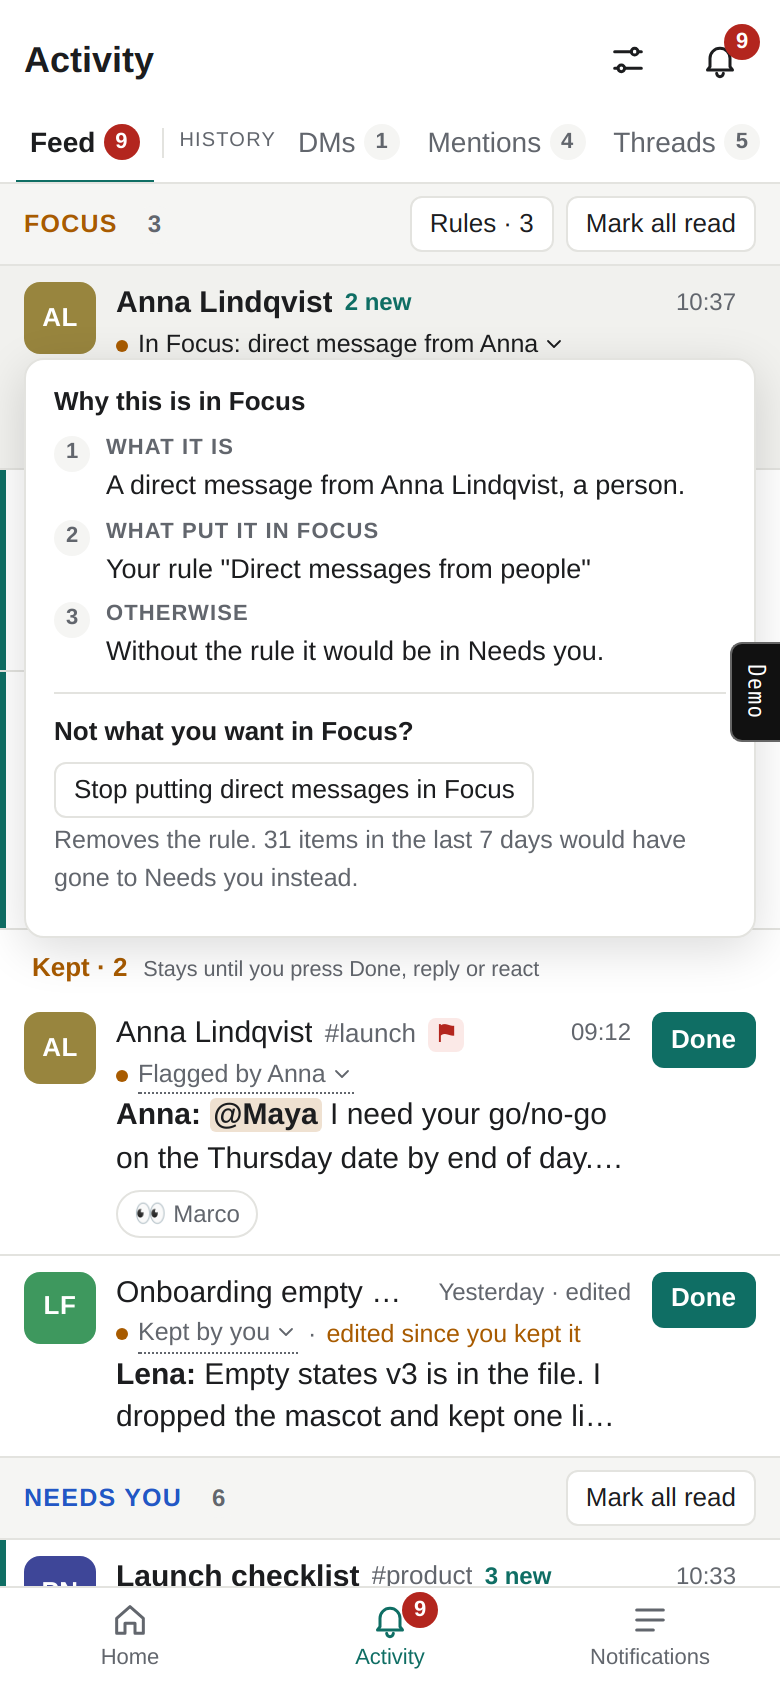 Activity
9
Feed 9 HISTORY DMs 1 Mentions 4 Threads 5
FOCUS 3 Rules · 3 Mark all read
AL Anna Lindqvist 2 new 10:37
In Focus: direct message from Anna
Why this is in Focus
1 WHAT IT IS
A direct message from Anna Lindqvist, a person.
2 WHAT PUT IT IN FOCUS
Your rule "Direct messages from people"
3 OTHERWISE
Without the rule it would be in Needs you.
Demo
Not what you want in Focus?
Stop putting direct messages in Focus
Removes the rule. 31 items in the last 7 days would have
gone to Needs you instead.
Kept · 2 Stays until you press Done, reply or react
AL Anna Lindqvist #launch 09:12 Done
Flagged by Anna
Anna: @Maya I need your go/no-go
on the Thursday date by end of day.…
👀 Marco
LF Onboarding empty … Yesterday · edited Done
Kept by you · edited since you kept it
Lena: Empty states v3 is in the file. I
dropped the mascot and kept one li…
NEEDS YOU 6 Mark all read
Launch checklist #product 3 new 10:33
9
Home Activity Notifications